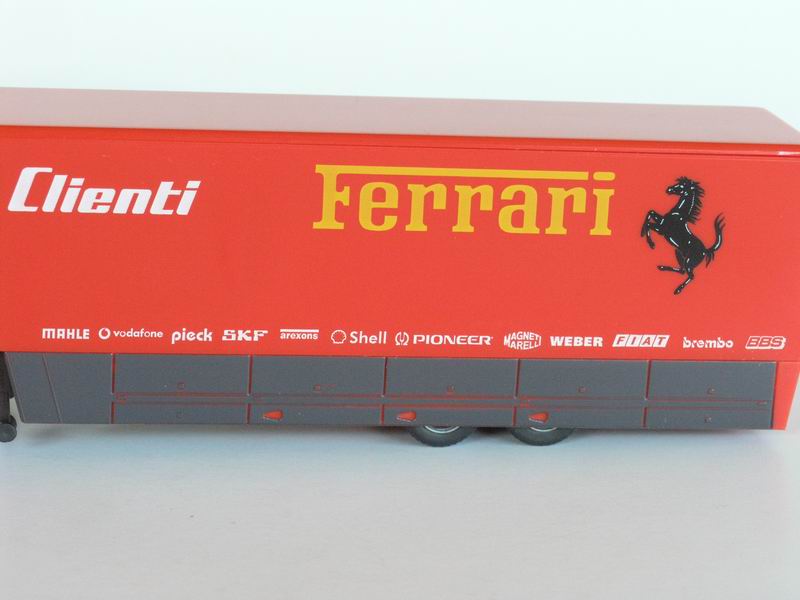 Clienti Ferrari
MAHLE vodafone pieck SKF arexons Shell PIONEER MAGNETI MARELLI WEBER FIAT brembo BBS